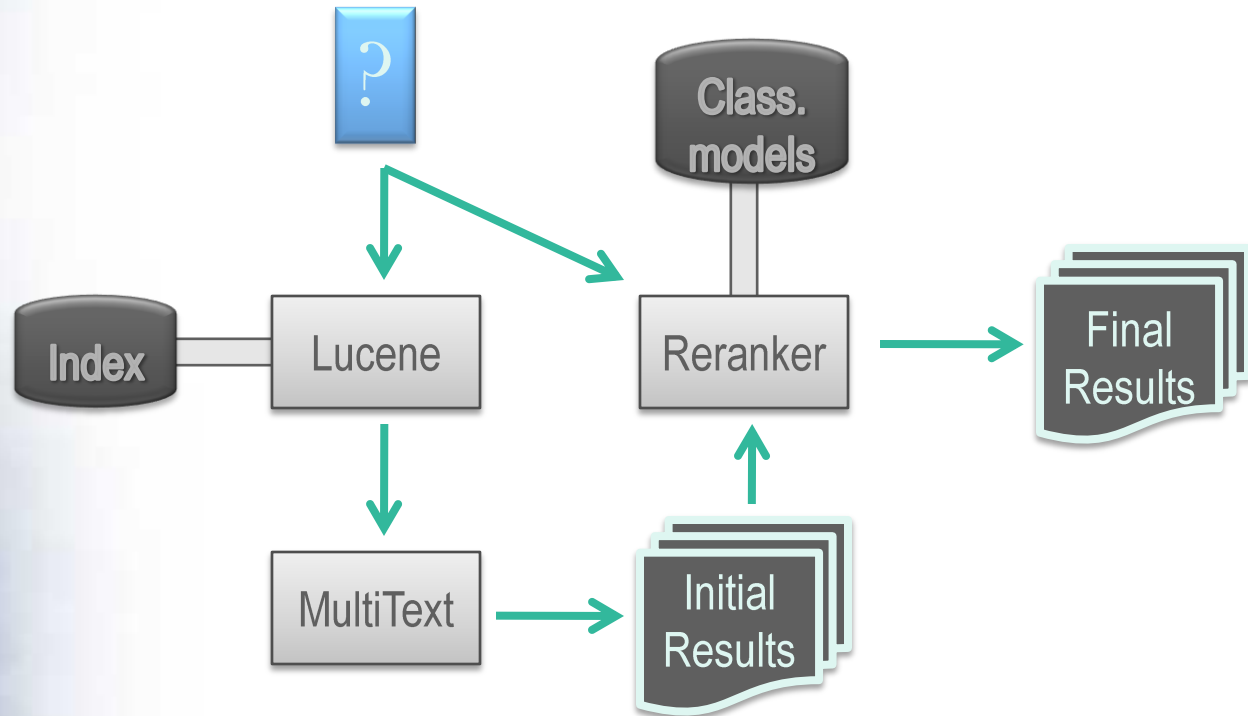 ?
Class.
models
Index
Lucene
Reranker
Final
Results
MultiText
Initial
Results